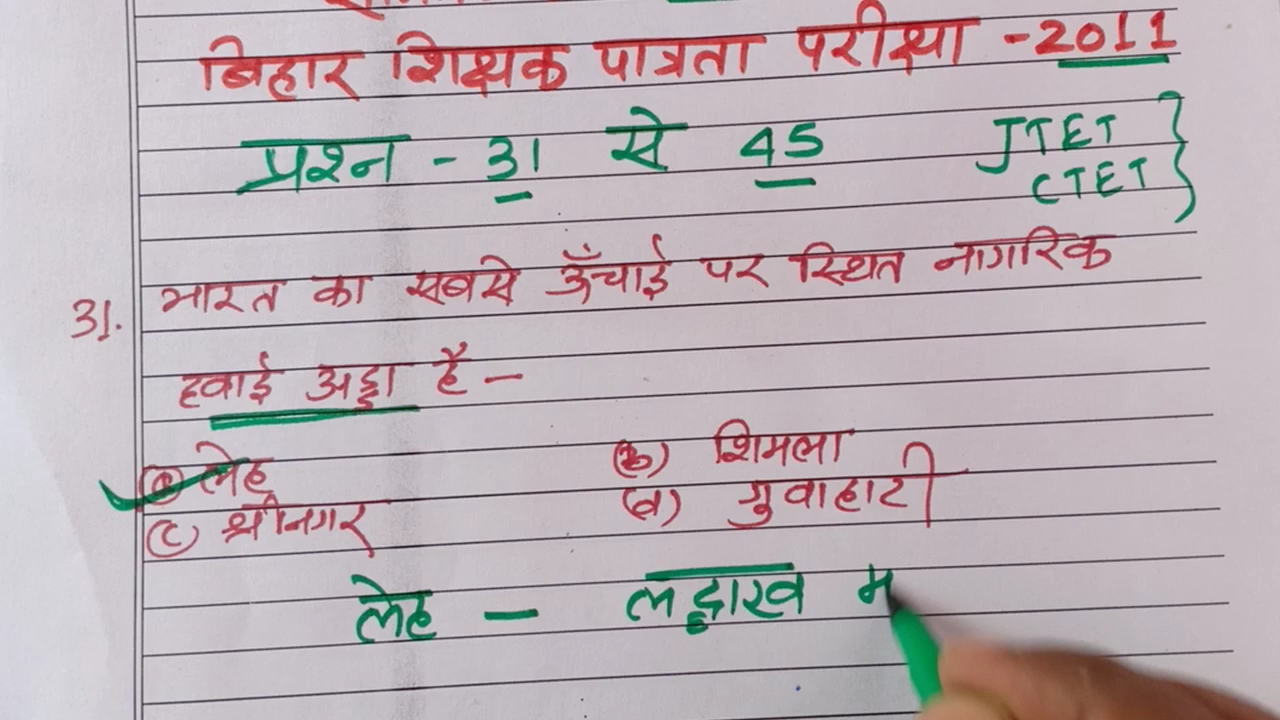 बिहार शिक्षक पात्रता परीक्षा - 2011
प्रश्न - 31 से 45 JTET
CTET
31. भारत का सबसे ऊँचाई पर स्थित नागरिक
हवाई अड्डा है -
(a) लेह (b) शिमला
(c) श्रीनगर (d) गुवाहाटी
लेह - लद्दाख म